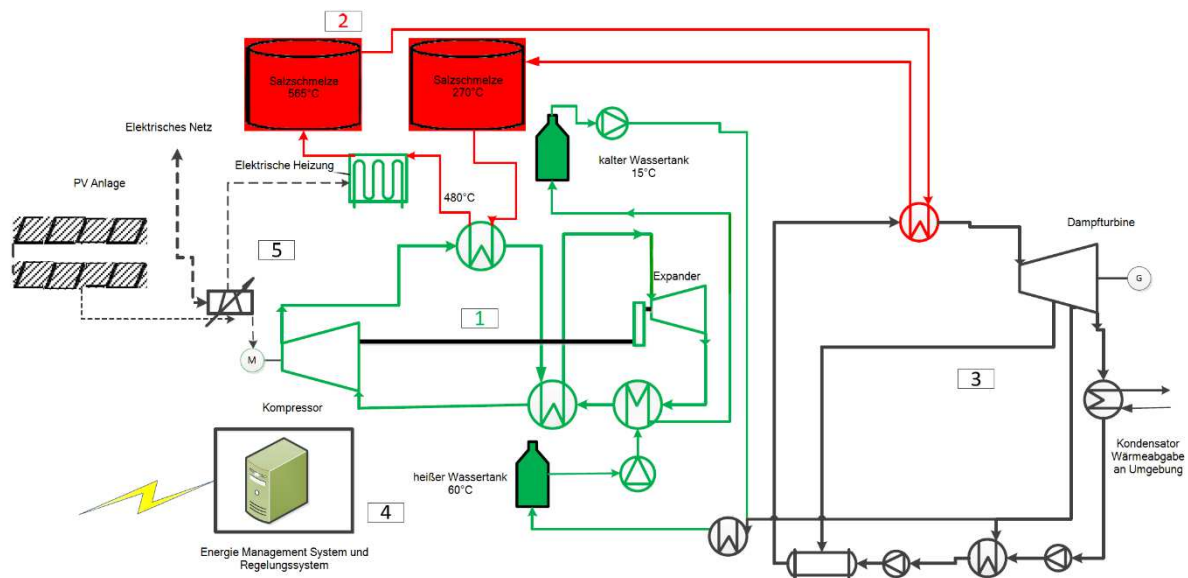 2
Salzschmelze
565°C
Salzschmelze
270°C
Elektrisches Netz
Elektrische Heizung
kalter Wassertank
15°C
PV Anlage
480°C
Dampfturbine
5
Expander
G
1
M
3
Kompressor
Kondensator
Wärmeabgabe
an Umgebung
heißer Wassertank
60°C
4
Energie Management System und
Regelungssystem